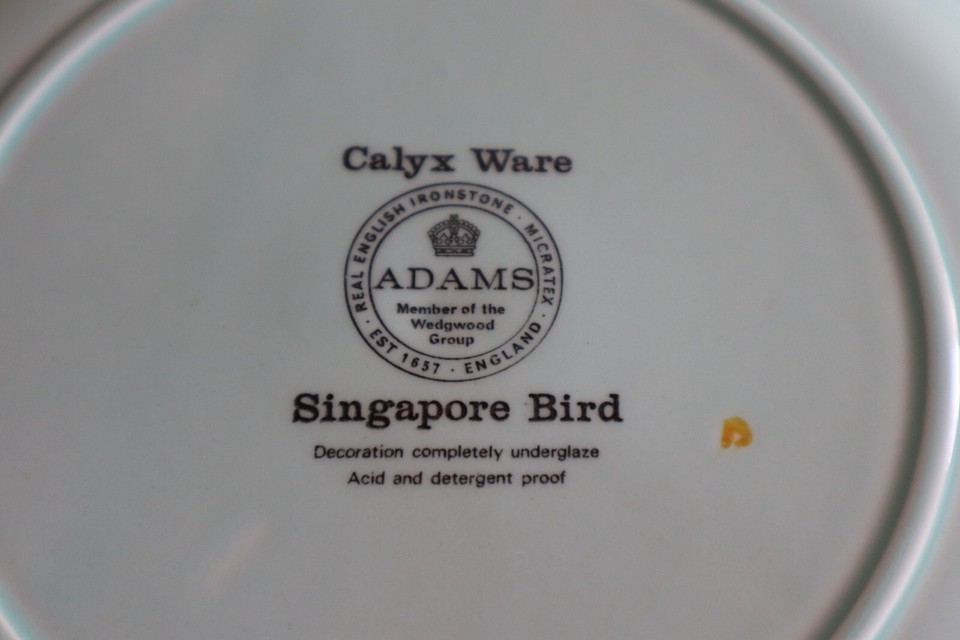 Calyx Ware
REAL ENGLISH IRONSTONE · MICRATEX ·
ADAMS
Member of the
Wedgwood
Group
EST 1657 · ENGLAND ·
Singapore Bird
Decoration completely underglaze
Acid and detergent proof